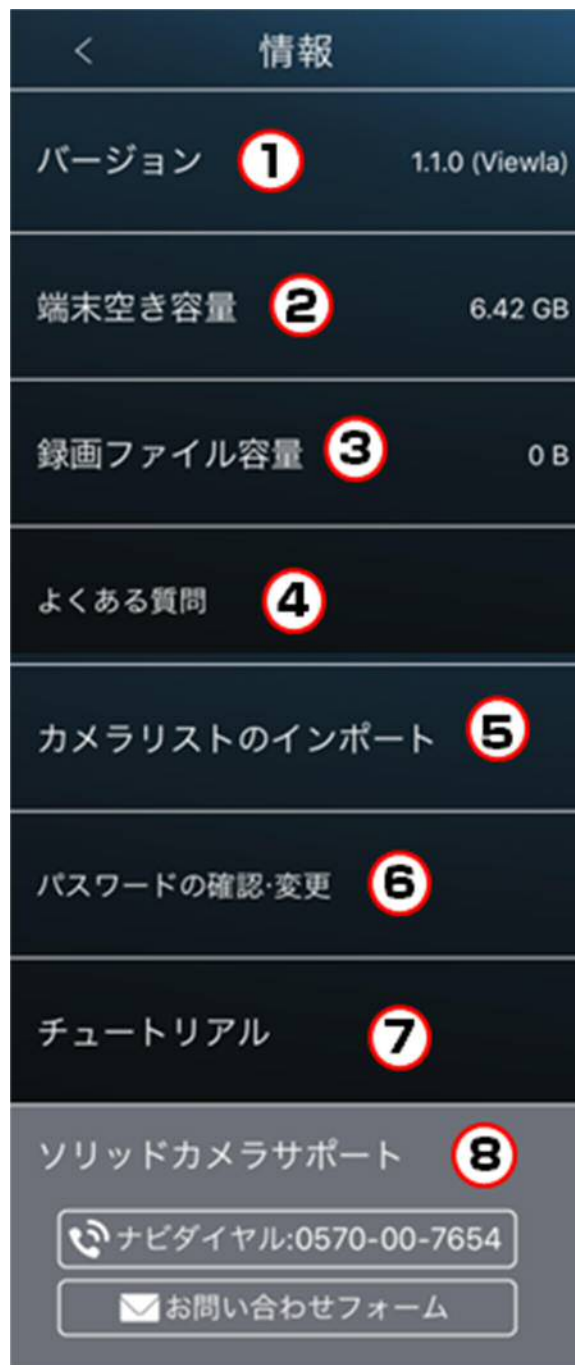 < 情報
バージョン 1 1.1.0 (Viewla)
端末空き容量 2 6.42 GB
録画ファイル容量 3 0 B
よくある質問 4
カメラリストのインポート 5
パスワードの確認·変更 6
チュートリアル 7
ソリッドカメラサポート 8
ナビダイヤル:0570-00-7654
お問い合わせフォーム